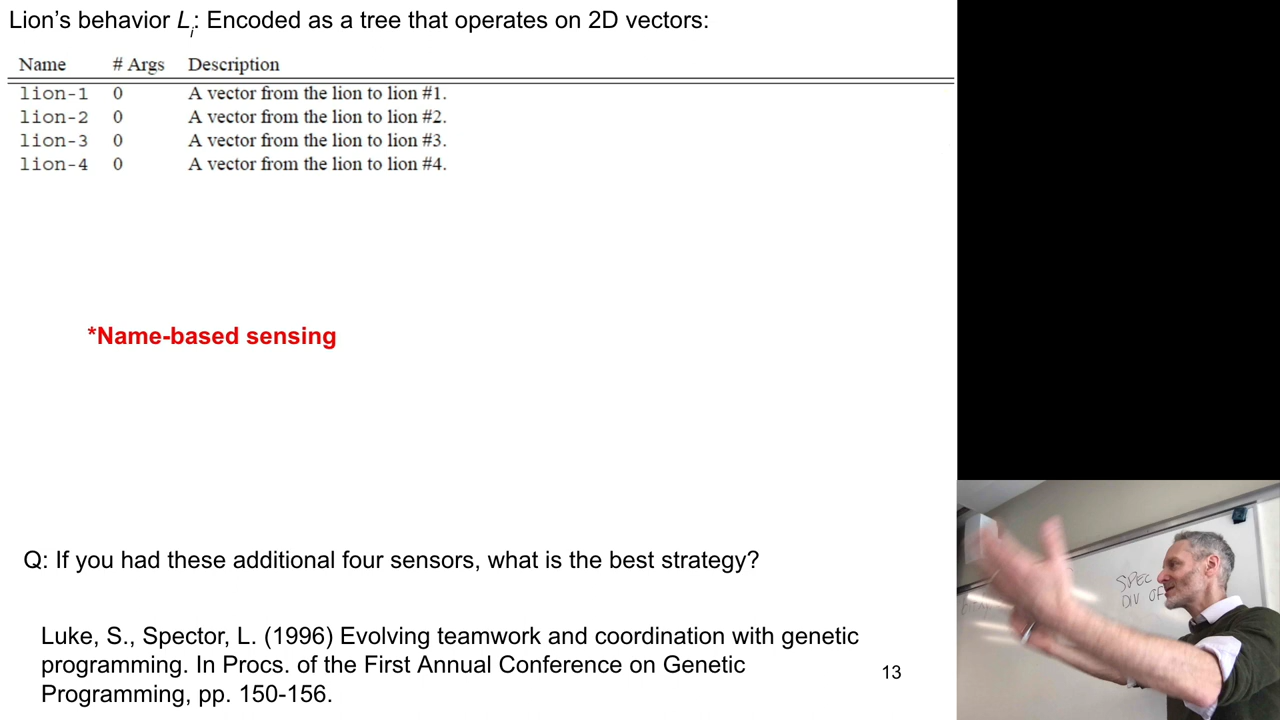 Lion’s behavior Li: Encoded as a tree that operates on 2D vectors:
Name # Args Description
lion-1 0 A vector from the lion to lion #1.
lion-2 0 A vector from the lion to lion #2.
lion-3 0 A vector from the lion to lion #3.
lion-4 0 A vector from the lion to lion #4.
*Name-based sensing
Q: If you had these additional four sensors, what is the best strategy?
Luke, S., Spector, L. (1996) Evolving teamwork and coordination with genetic
programming. In Procs. of the First Annual Conference on Genetic
Programming, pp. 150-156.
13
SPEC
DIV OF